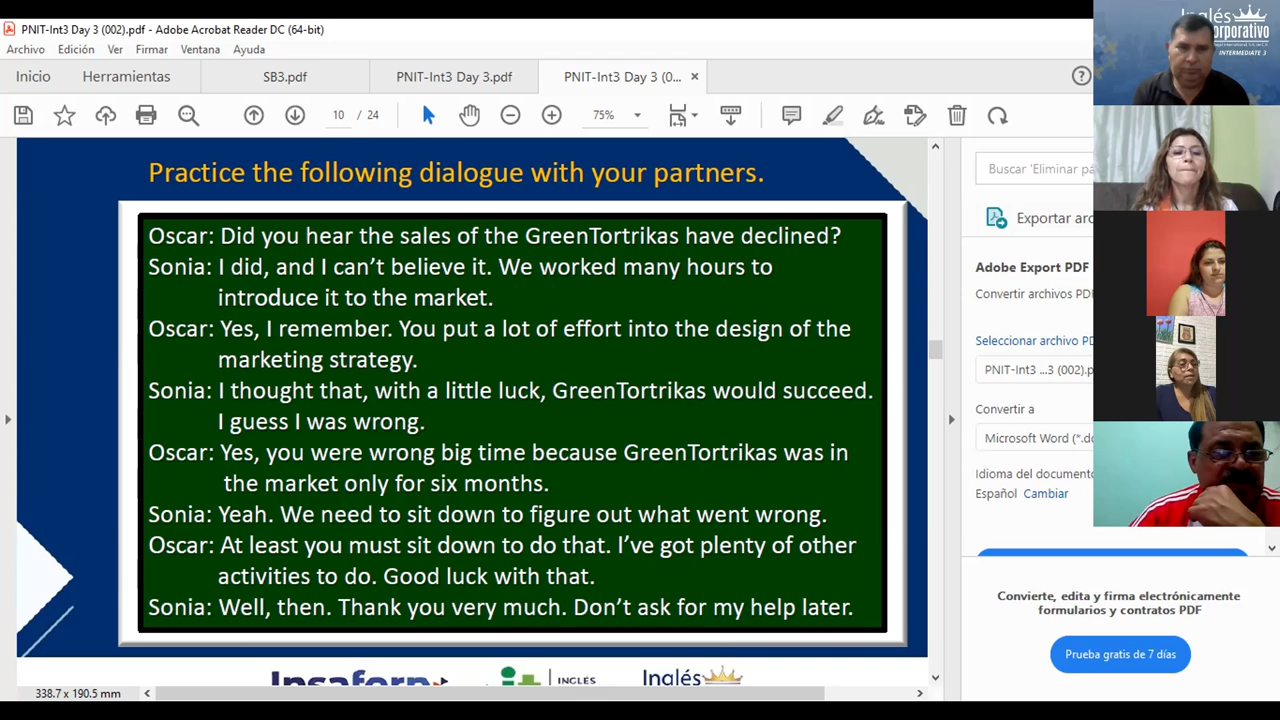 PNIT-Int3 Day 3 (002).pdf - Adobe Acrobat Reader DC (64-bit)
Archivo Edición Ver Firmar Ventana Ayuda
Inicio Herramientas SB3.pdf PNIT-Int3 Day 3.pdf PNIT-Int3 Day 3 (0... ×
10 / 24 75%
Practice the following dialogue with your partners.
Oscar: Did you hear the sales of the GreenTortrikas have declined?
Sonia: I did, and I can't believe it. We worked many hours to
introduce it to the market.
Oscar: Yes, I remember. You put a lot of effort into the design of the
marketing strategy.
Sonia: I thought that, with a little luck, GreenTortrikas would succeed.
I guess I was wrong.
Oscar: Yes, you were wrong big time because GreenTortrikas was in
the market only for six months.
Sonia: Yeah. We need to sit down to figure out what went wrong.
Oscar: At least you must sit down to do that. I've got plenty of other
activities to do. Good luck with that.
Sonia: Well, then. Thank you very much. Don't ask for my help later.
Insaforp
INGLES
Inglés
338.7 x 190.5 mm
Buscar 'Eliminar pá
Exportar arc
Adobe Export PDF
Convertir archivos PDF
Seleccionar archivo PD
PNIT-Int3 ...3 (002).p
Convertir a
Microsoft Word (*.do
Idioma del documento
Español Cambiar
Convierte, edita y firma electrónicamente
formularios y contratos PDF
Prueba gratis de 7 días
Inglés
orporativo
INTERMEDIATE 3